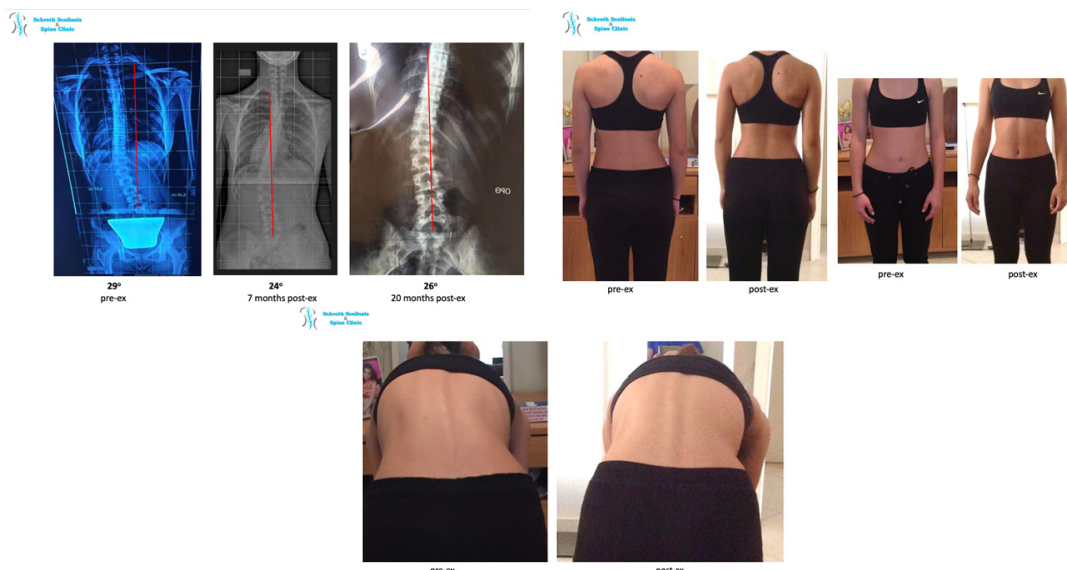 Schroth Scoliosis
&
Spine Clinic
Schroth Scoliosis
&
Spine Clinic
29°
pre-ex
24°
7 months post-ex
26°
20 months post-ex
pre-ex
post-ex
pre-ex
post-ex
Schroth Scoliosis
&
Spine Clinic
pre-ex
post-ex